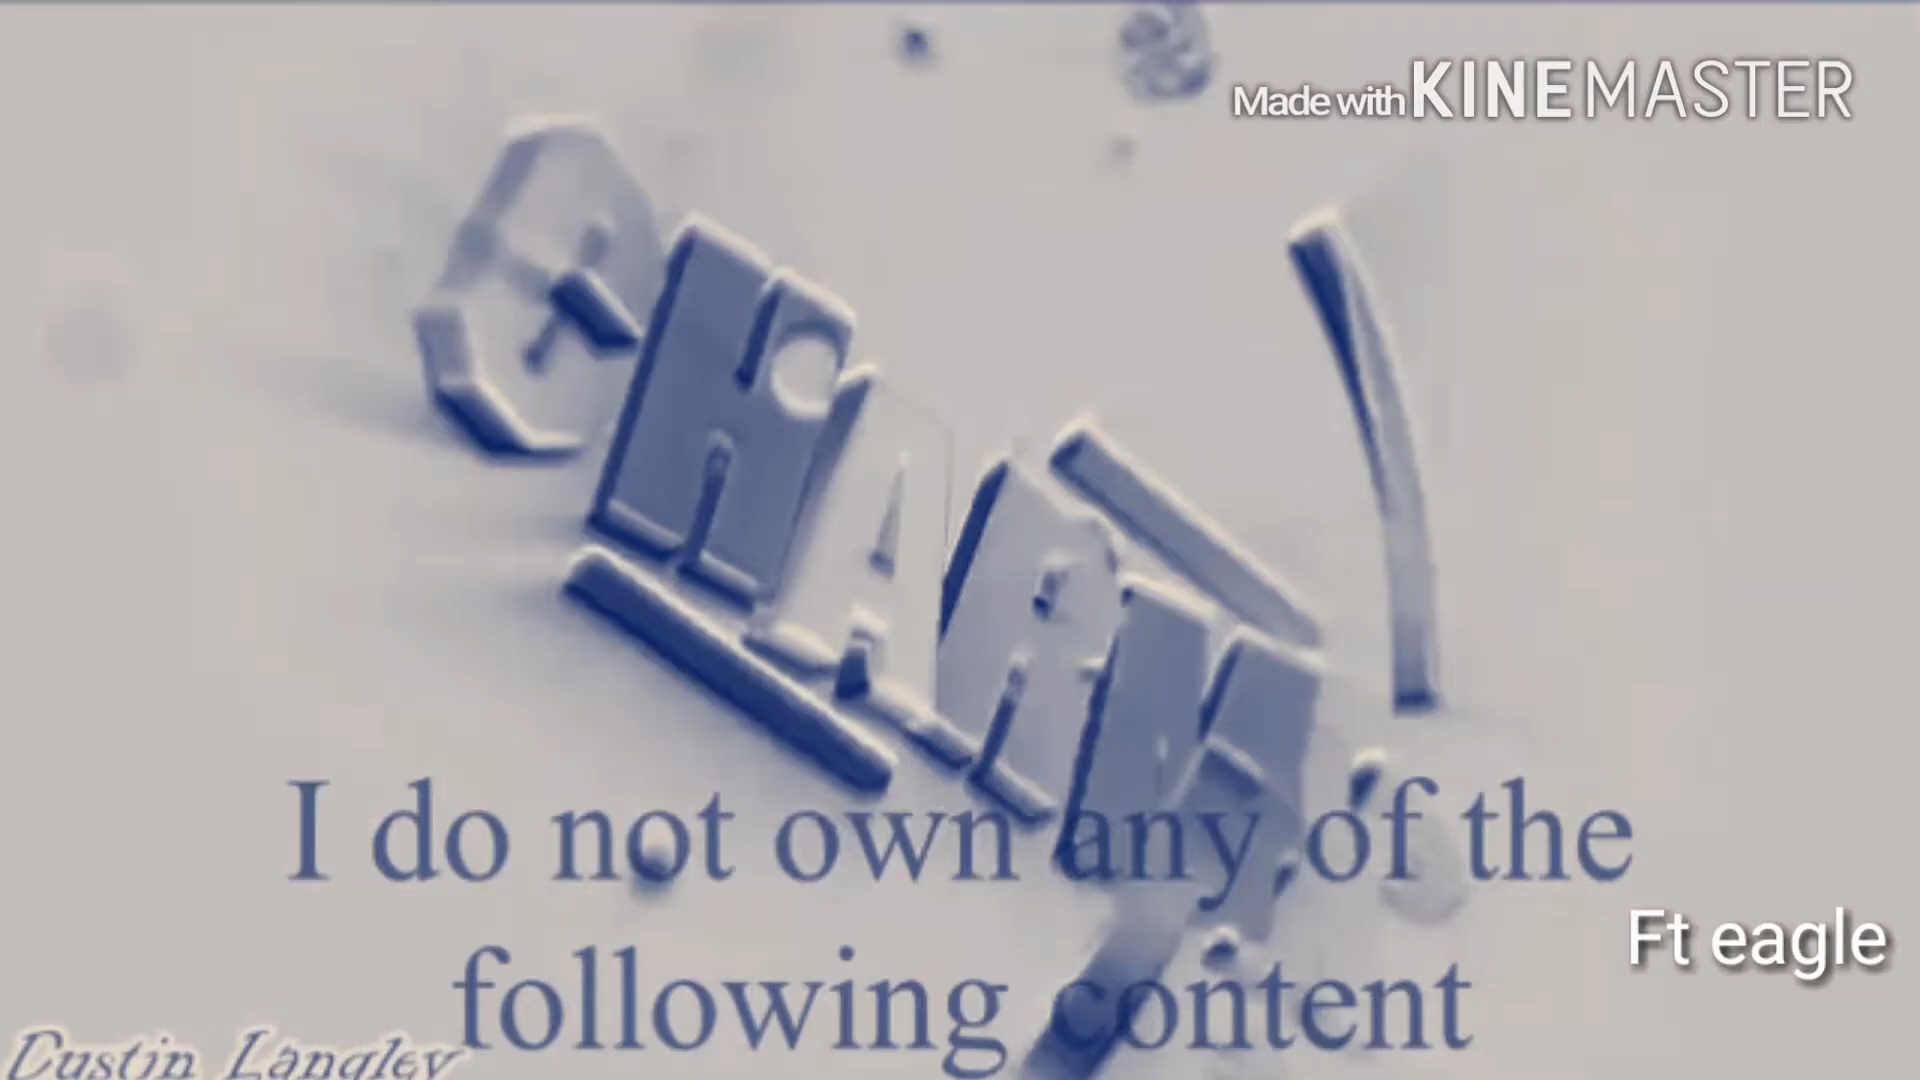 Made with KINEMASTER
I do not own any of the
Ft eagle
following content
Dustin Langley